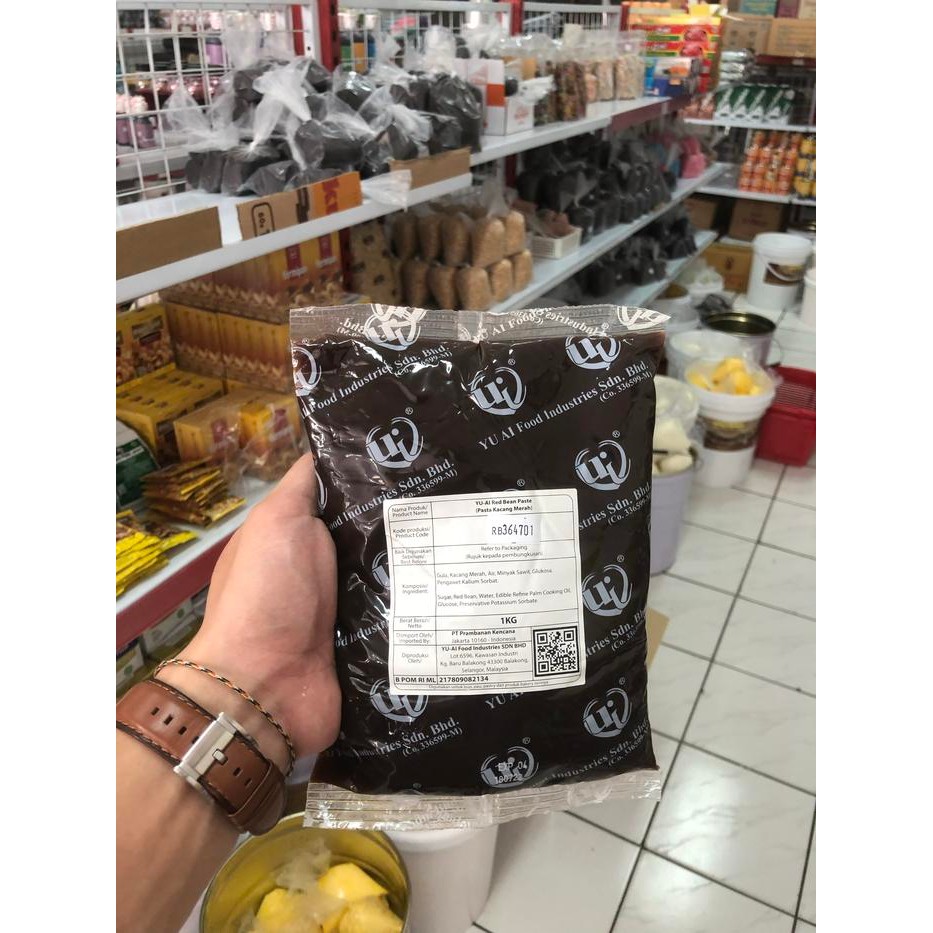 YU AI Food Industries Sdn. Bhd.
(Co. 336599-M)
Nama Produk/
Product Name
YU-AI Red Bean Paste
(Pasta Kacang Merah)
Kode produksi/
Product Code
RB364701
Baik Digunakan
Sebelum/
Best Before
Refer to Packaging
(Rujuk kepada pembungkusan)
Komposisi/
Ingredient:
Gula, Kacang Merah, Air, Minyak Sawit, Glukosa
Pengawet Kalium Sorbat.
Sugar, Red Bean, Water, Edible Refine Palm Cooking Oil,
Glucose, Preservative Potassium Sorbate.
Berat Bersih/
Netto
1KG
Diimport Oleh/
Imported By:
PT Prambanan Kencana
Jakarta 10160 - Indonesia
Diproduksi
Oleh/
YU-AI Food Industries SDN BHD
Lot 6596, Kawasan Industri
Kg. Baru Balakong 43300 Balakong,
Selangor, Malaysia
B POM RI ML 217809082134